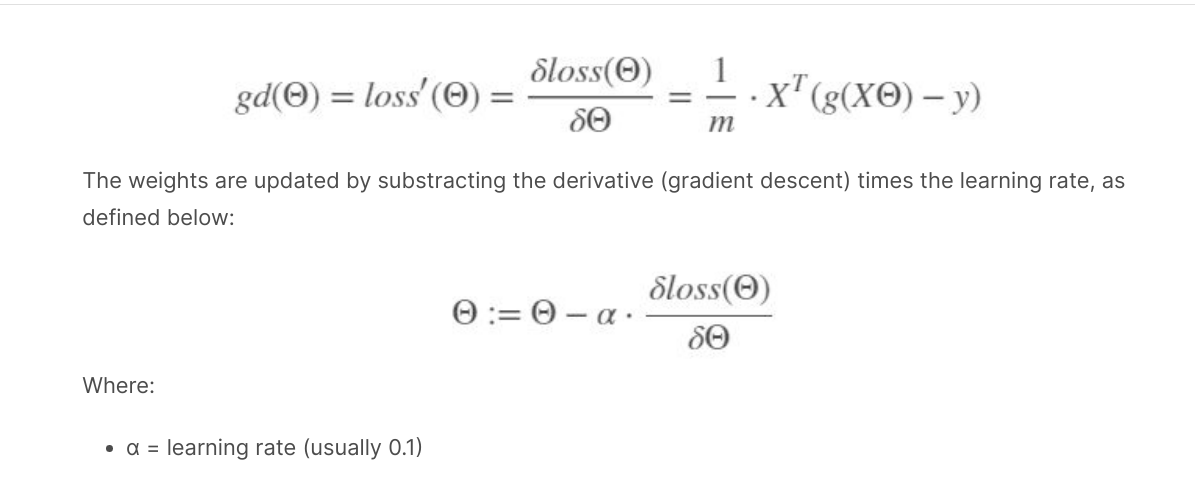 gd(Θ) = loss′(Θ) = δloss(Θ)/δΘ = 1/m · X^T(g(XΘ) − y)
The weights are updated by substracting the derivative (gradient descent) times the learning rate, as
defined below:
Θ := Θ − α · δloss(Θ)/δΘ
Where:
• α = learning rate (usually 0.1)